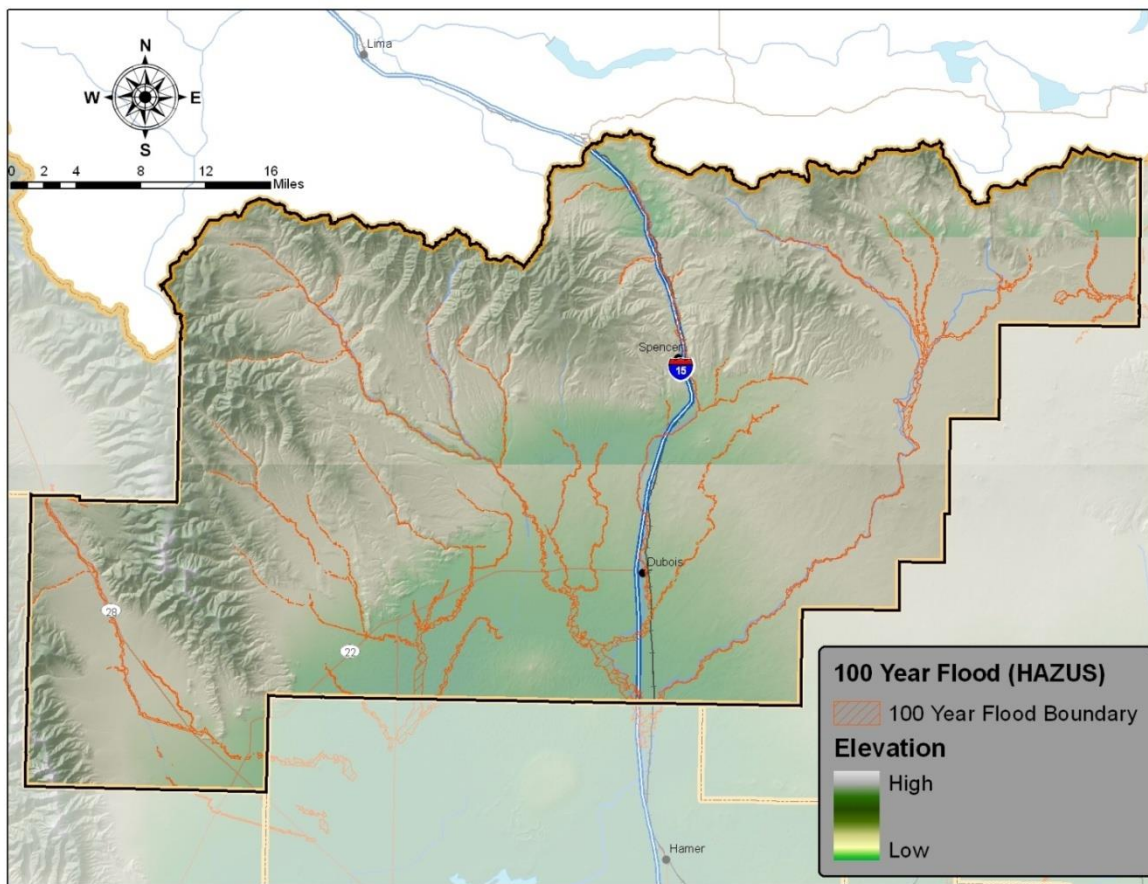 Lima
N
W E
S
0 2 4 8 12 16
Miles
Spencer
15
Dubois
28
22
Hamer
100 Year Flood (HAZUS)
100 Year Flood Boundary
Elevation
High
Low